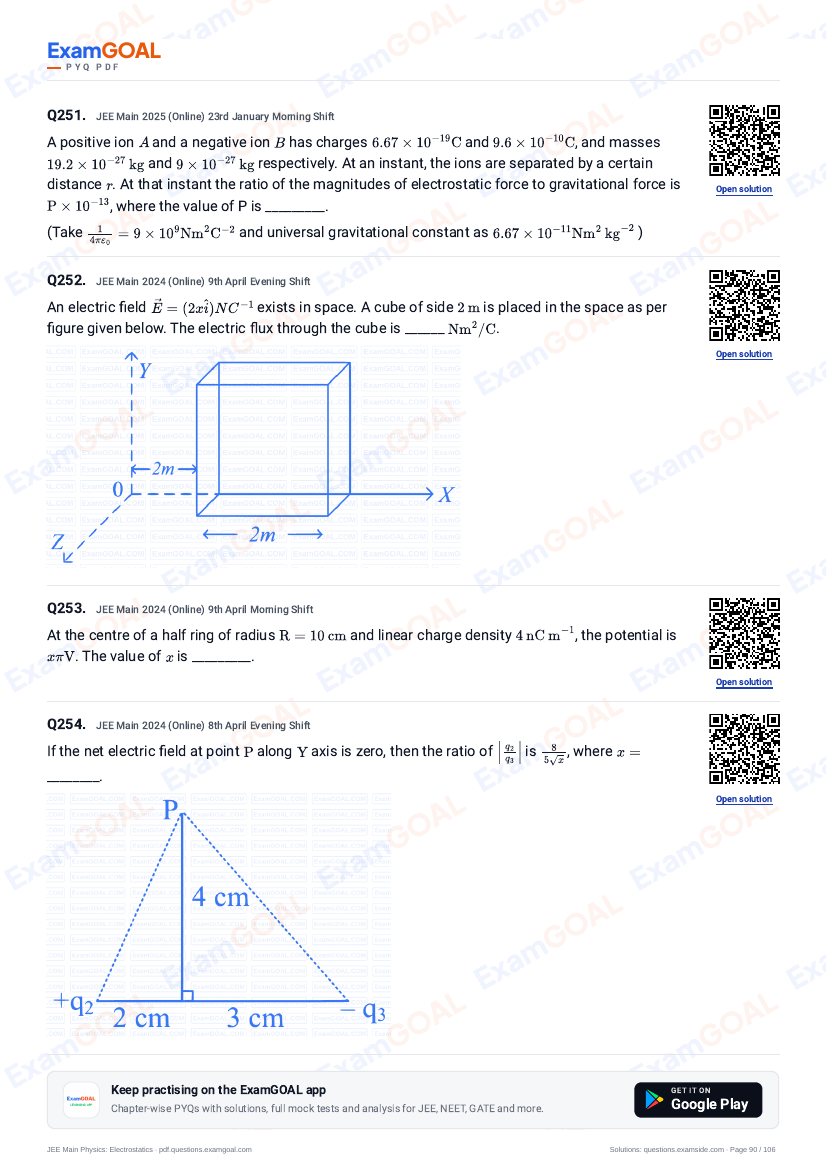 ExamGOAL
PYQ PDF
Q251. JEE Main 2025 (Online) 23rd January Morning Shift
A positive ion A and a negative ion B has charges 6.67 × 10⁻¹⁹C and 9.6 × 10⁻¹⁰C, and masses
19.2 × 10⁻²⁷ kg and 9 × 10⁻²⁷ kg respectively. At an instant, the ions are separated by a certain
distance r. At that instant the ratio of the magnitudes of electrostatic force to gravitational force is
P × 10⁻¹³, where the value of P is _________.
(Take 1/4πε₀ = 9 × 10⁹Nm²C⁻² and universal gravitational constant as 6.67 × 10⁻¹¹Nm² kg⁻² )
Open solution
Q252. JEE Main 2024 (Online) 9th April Evening Shift
An electric field E⃗ = (2xî)NC⁻¹ exists in space. A cube of side 2 m is placed in the space as per
figure given below. The electric flux through the cube is ______ Nm²/C.
Open solution
Y
2m
0
X
Z
2m
Q253. JEE Main 2024 (Online) 9th April Morning Shift
At the centre of a half ring of radius R = 10 cm and linear charge density 4 nC m⁻¹, the potential is
xπV. The value of x is _________.
Open solution
Q254. JEE Main 2024 (Online) 8th April Evening Shift
If the net electric field at point P along Y axis is zero, then the ratio of |q₂/q₃| is 8/5√x, where x =
________.
Open solution
P
4 cm
+q₂
2 cm
3 cm
− q₃
Keep practising on the ExamGOAL app
Chapter-wise PYQs with solutions, full mock tests and analysis for JEE, NEET, GATE and more.
GET IT ON
Google Play
JEE Main Physics: Electrostatics · pdf.questions.examgoal.com
Solutions: questions.examside.com · Page 90 / 106